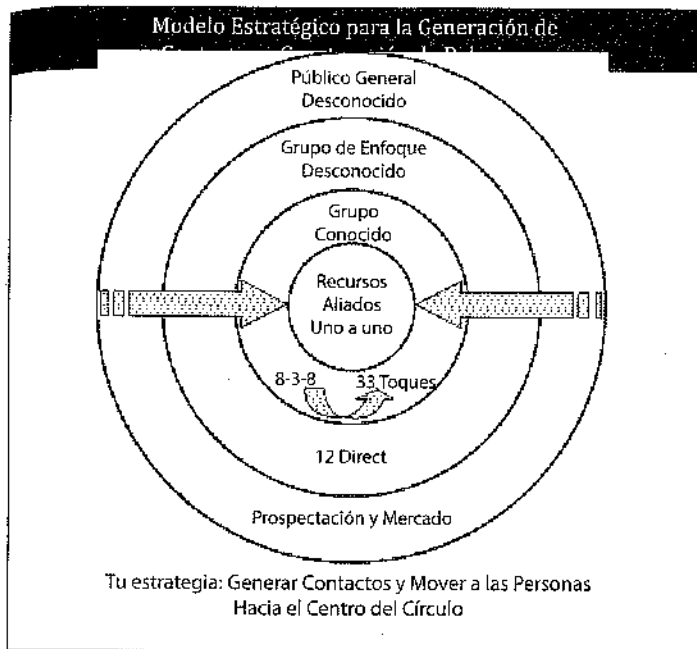 Modelo Estratégico para la Generación de
Público General
Desconocido
Grupo de Enfoque
Desconocido
Grupo
Conocido
Recursos
Aliados
Uno a uno
8-3-8 33 Toques
12 Direct
Prospectación y Mercado
Tu estrategia: Generar Contactos y Mover a las Personas
Hacia el Centro del Círculo